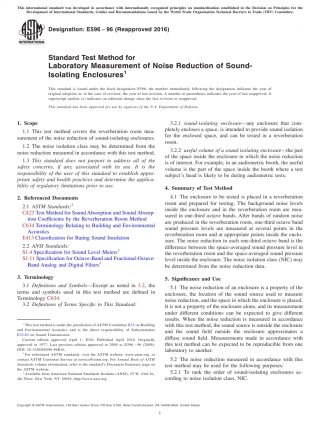 This international standard was developed in accordance with internationally recognized principles on standardization established in the Decision on Principles for the
Development of International Standards, Guides and Recommendations issued by the World Trade Organization Technical Barriers to Trade (TBT) Committee.
Designation: E596 − 96 (Reapproved 2016)
Standard Test Method for
Laboratory Measurement of Noise Reduction of Sound-
Isolating Enclosures1
This standard is issued under the fixed designation E596; the number immediately following the designation indicates the year of
original adoption or, in the case of revision, the year of last revision. A number in parentheses indicates the year of last reapproval. A
superscript epsilon (ε) indicates an editorial change since the last revision or reapproval.
This standard has been approved for use by agencies of the U.S. Department of Defense.
1. Scope
1.1 This test method covers the reverberation room mea-
surement of the noise reduction of sound-isolating enclosures.
1.2 The noise isolation class may be determined from the
noise reduction measured in accordance with this test method.
1.3 This standard does not purport to address all of the
safety concerns, if any, associated with its use. It is the
responsibility of the user of this standard to establish appro-
priate safety and health practices and determine the applica-
bility of regulatory limitations prior to use.
2. Referenced Documents
2.1 ASTM Standards:2
C423 Test Method for Sound Absorption and Sound Absorp-
tion Coefficients by the Reverberation Room Method
C634 Terminology Relating to Building and Environmental
Acoustics
E413 Classification for Rating Sound Insulation
2.2 ANSI Standards:
S1.4 Specification for Sound Level Meters3
S1.11 Specification for Octave-Band and Fractional-Octave-
Band Analog and Digital Filters3
3. Terminology
3.1 Definitions—Except as noted in 3.2, the terms and
symbols used in this test method are defined in
Terminology C634.
3.2 Definitions of Terms Specific to This Standard:
1 This test method is under the jurisdiction of ASTM Committee E33 on Building
and Environmental Acoustics and is the direct responsibility of Subcommittee
E33.03 on Sound Transmission.
Current edition approved April 1, 2016. Published April 2016. Originally
approved in 1977. Last previous edition approved in 2009 as E596 – 96 (2009).
2 For referenced ASTM standards, visit the ASTM website, www.astm.org, or
contact ASTM Customer Service at service@astm.org. For Annual Book of ASTM
Standards volume information, refer to the standard's Document Summary page on
the ASTM website.
3 Available from American National Standards Institute (ANSI), 25 W. 43rd St.,
4th Floor, New York, NY 10036, http://www.ansi.org.
3.2.1 sound-isolating enclosure—any enclosure that com-
pletely encloses a space, is intended to provide sound isolation
for the enclosed space, and can be tested in a reverberation
room.
3.2.2 useful volume of a sound isolating enclosure—the part
of the space inside the enclosure in which the noise reduction
is of interest. For example, in an audiometric booth, the useful
volume is the part of the space inside the booth where a test
subject's head is likely to be during audiometric tests.
4. Summary of Test Method
4.1 The enclosure to be tested is placed in a reverberation
room and prepared for testing. The background noise levels
inside the enclosure and in the reverberation room are mea-
sured in one-third octave bands. After bands of random noise
are produced in the reverberation room, one-third octave band
sound pressure levels are measured at several points in the
reverberation room and at appropriate points inside the enclo-
sure. The noise reduction in each one-third octave band is the
difference between the space-averaged sound pressure level in
the reverberation room and the space-averaged sound pressure
level inside the enclosure. The noise isolation class (NIC) may
be determined from the noise reduction data.
5. Significance and Use
5.1 The noise reduction of an enclosure is a property of the
enclosure, the location of the sound source used to measure
noise reduction, and the space in which the enclosure is placed.
It is not a property of the enclosure alone, and its measurement
under different conditions can be expected to give different
results. When the noise reduction is measured in accordance
with this test method, the sound source is outside the enclosure
and the sound field outside the enclosure approximates a
diffuse sound field. Measurements made in accordance with
this test method can be expected to be reproducible from one
laboratory to another.
5.2 The noise reduction measured in accordance with this
test method may be used for the following purposes:
5.2.1 To rank the order of sound-isolating enclosures ac-
cording to noise isolation class, NIC.
Copyright © ASTM International, 100 Barr Harbor Drive, PO Box C700, West Conshohocken, PA 19428-2959. United States
1